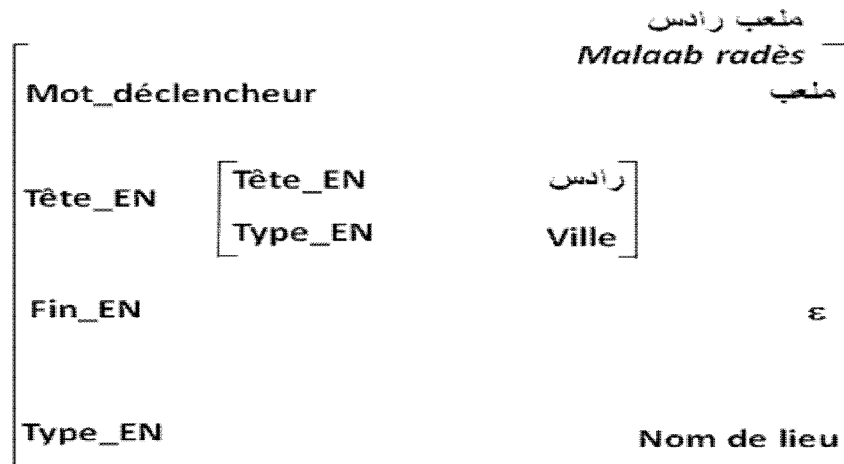 ملعب رادس
Malaab radès
Mot_déclencheur ملعب
Tête_EN
Tête_EN رادس
Type_EN Ville
Fin_EN ε
Type_EN Nom de lieu